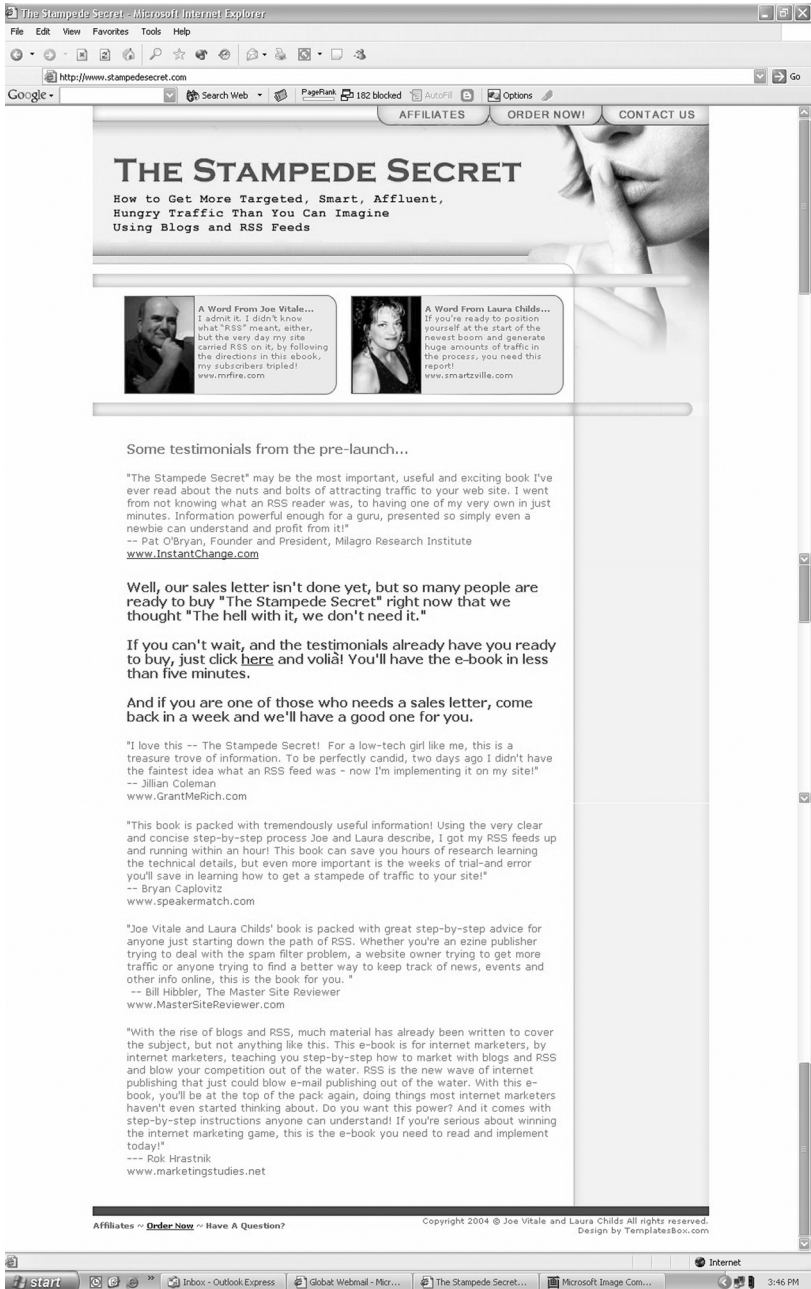 The Stampede Secret - Microsoft Internet Explorer
File Edit View Favorites Tools Help
http://www.stampedesecret.com
Go
Google Search Web PageRank 182 blocked AutoFill Options
AFFILIATES ORDER NOW! CONTACT US
THE STAMPEDE SECRET
How to Get More Targeted, Smart, Affluent,
Hungry Traffic Than You Can Imagine
Using Blogs and RSS Feeds
A Word From Joe Vitale...
I admit it. I didn't know
what "RSS" meant, either,
but the very day my site
carried RSS on it, by following
the directions in this ebook,
my subscribers tripled!
www.mrfire.com
A Word From Laura Childs...
If you're ready to position
yourself at the start of the
newest boom and generate
huge amounts of traffic in
the process, you need this
report!
www.smartzville.com
Some testimonials from the pre-launch...
"The Stampede Secret" may be the most important, useful and exciting book I've
ever read about the nuts and bolts of attracting traffic to your web site. I went
from not knowing what an RSS reader was, to having one of my very own in just
minutes. Information powerful enough for a guru, presented so simply even a
newbie can understand and profit from it!"
-- Pat O'Bryan, Founder and President, Milagro Research Institute
www.InstantChange.com
Well, our sales letter isn't done yet, but so many people are
ready to buy "The Stampede Secret" right now that we
thought "The hell with it, we don't need it."
If you can't wait, and the testimonials already have you ready
to buy, just click here and volià! You'll have the e-book in less
than five minutes.
And if you are one of those who needs a sales letter, come
back in a week and we'll have a good one for you.
"I love this -- The Stampede Secret! For a low-tech girl like me, this is a
treasure trove of information. To be perfectly candid, two days ago I didn't have
the faintest idea what an RSS feed was - now I'm implementing it on my site!"
-- Jillian Coleman
www.GrantMeRich.com
"This book is packed with tremendously useful information! Using the very clear
and concise step-by-step process Joe and Laura describe, I got my RSS feeds up
and running within an hour! This book can save you hours of research learning
the technical details, but even more important is the weeks of trial-and error
you'll save in learning how to get a stampede of traffic to your site!"
-- Bryan Caplovitz
www.speakermatch.com
"Joe Vitale and Laura Childs' book is packed with great step-by-step advice for
anyone just starting down the path of RSS. Whether you're an ezine publisher
trying to deal with the spam filter problem, a website owner trying to get more
traffic or anyone trying to find a better way to keep track of news, events and
other info online, this is the book for you. "
-- Bill Hibbler, The Master Site Reviewer
www.MasterSiteReviewer.com
"With the rise of blogs and RSS, much material has already been written to cover
the subject, but not anything like this. This e-book is for internet marketers, by
internet marketers, teaching you step-by-step how to market with blogs and RSS
and blow your competition out of the water. RSS is the new wave of internet
publishing that just could blow e-mail publishing out of the water. With this e-
book, you'll be at the top of the pack again, doing things most internet marketers
haven't even started thinking about. Do you want this power? And it comes with
step-by-step instructions anyone can understand! If you're serious about winning
the internet marketing game, this is the e-book you need to read and implement
today!"
--- Rok Hrastnik
www.marketingstudies.net
Affiliates ~ Order Now ~ Have A Question?
Copyright 2004 © Joe Vitale and Laura Childs All rights reserved.
Design by TemplatesBox.com
Internet
start » Inbox - Outlook Express Globat Webmail - Micr... The Stampede Secret... Microsoft Image Com... 3:46 PM